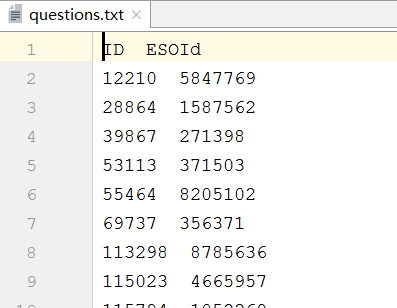 questions.txt
1 ID ESOId
2 12210 5847769
3 28864 1587562
4 39867 271398
5 53113 371503
6 55464 8205102
7 69737 356371
8 113298 8785636
9 115023 4665957